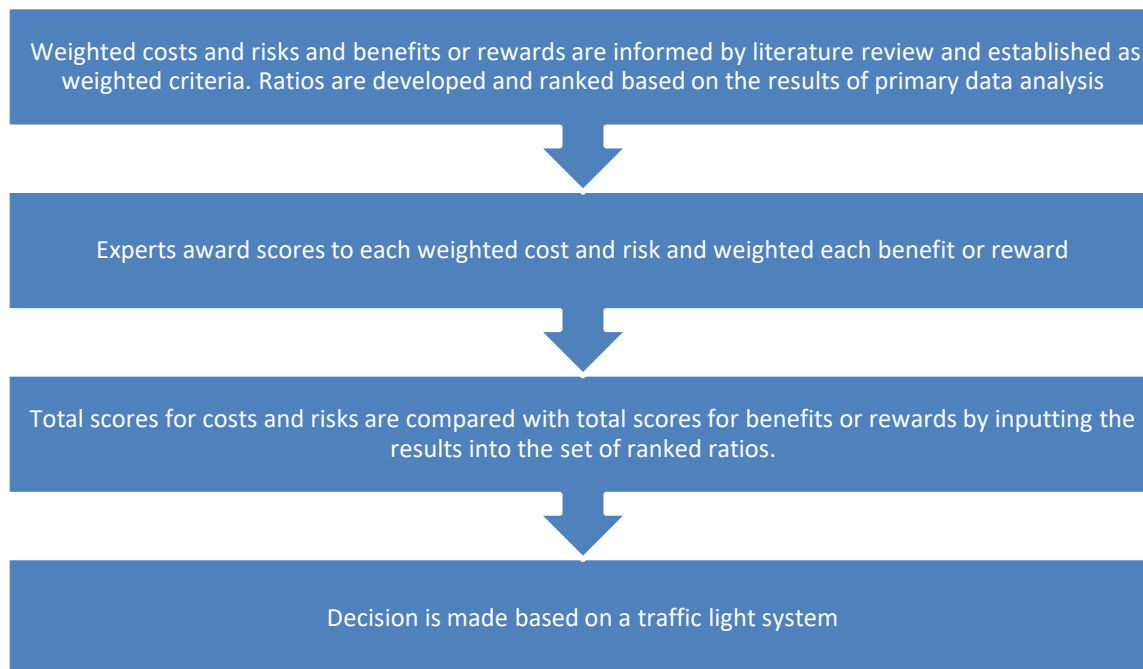 Weighted costs and risks and benefits or rewards are informed by literature review and established as
weighted criteria. Ratios are developed and ranked based on the results of primary data analysis
Experts award scores to each weighted cost and risk and weighted each benefit or reward
Total scores for costs and risks are compared with total scores for benefits or rewards by inputting the
results into the set of ranked ratios.
Decision is made based on a traffic light system